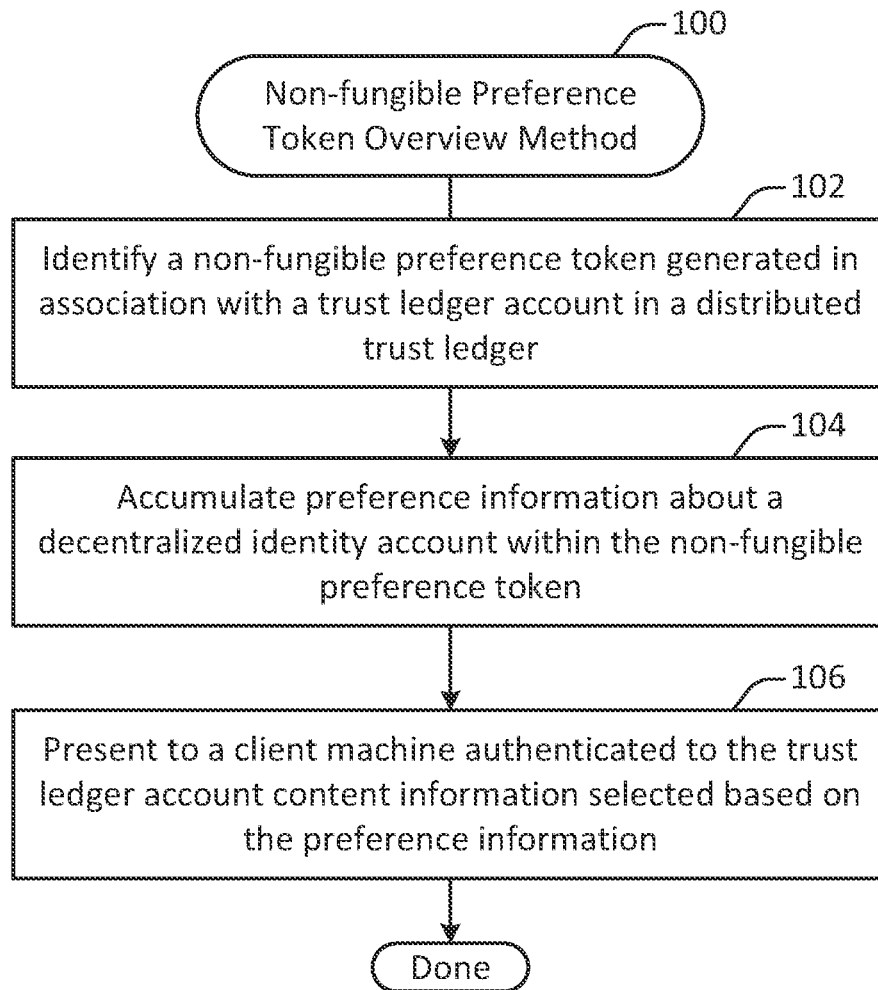 100
Non-fungible Preference
Token Overview Method
102
Identify a non-fungible preference token generated in
association with a trust ledger account in a distributed
trust ledger
104
Accumulate preference information about a
decentralized identity account within the non-fungible
preference token
106
Present to a client machine authenticated to the trust
ledger account content information selected based on
the preference information
Done